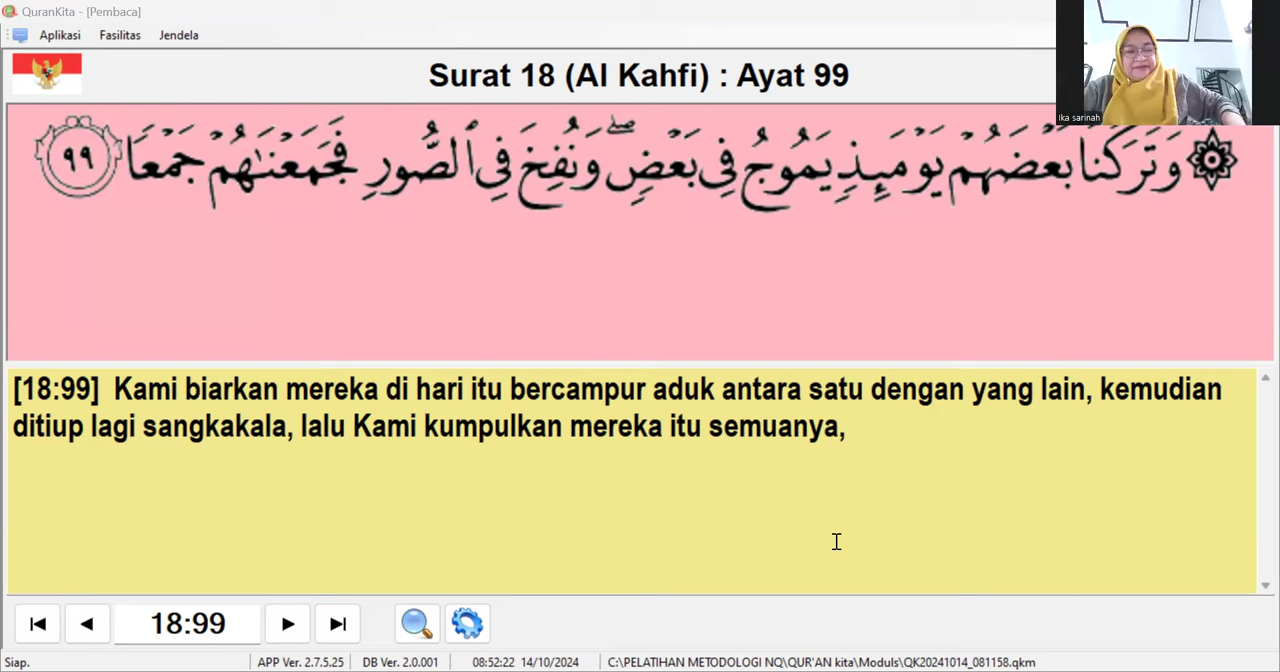 QuranKita - [Pembaca]
Aplikasi Fasilitas Jendela
Surat 18 (Al Kahfi) : Ayat 99
Ika sarinah
۞ وَتَرَكْنَا بَعْضَهُمْ يَوْمَئِذٍ يَمُوجُ فِى بَعْضٍ ۖ وَنُفِخَ فِى ٱلصُّورِ فَجَمَعْنَٰهُمْ جَمْعًا ٩٩
[18:99] Kami biarkan mereka di hari itu bercampur aduk antara satu dengan yang lain, kemudian
ditiup lagi sangkakala, lalu Kami kumpulkan mereka itu semuanya,
18:99
Siap. APP Ver. 2.7.5.25 DB Ver. 2.0.001 08:52:22 14/10/2024 C:\PELATIHAN METODOLOGI NQ\QUR'AN kita\Moduls\QK20241014_081158.qkm